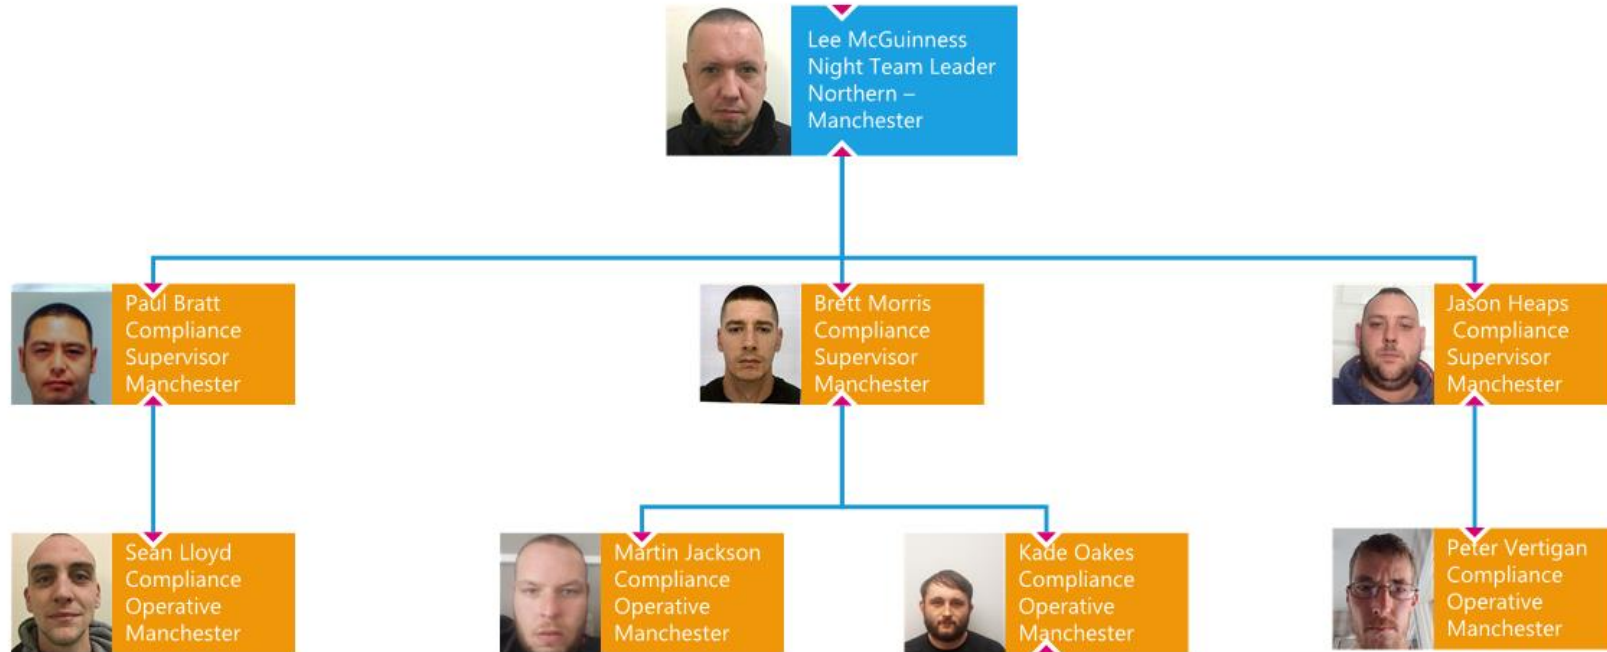 Lee McGuinness
Night Team Leader
Northern –
Manchester
Paul Bratt
Compliance
Supervisor
Manchester
Brett Morris
Compliance
Supervisor
Manchester
Jason Heaps
Compliance
Supervisor
Manchester
Sean Lloyd
Compliance
Operative
Manchester
Martin Jackson
Compliance
Operative
Manchester
Kade Oakes
Compliance
Operative
Manchester
Peter Vertigan
Compliance
Operative
Manchester